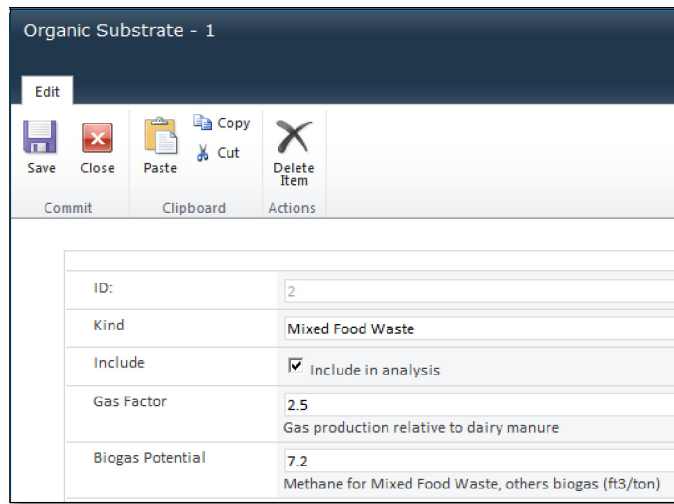 Organic Substrate - 1
Edit
Save
Close
Paste
Copy
Cut
Delete
Item
Commit
Clipboard
Actions
ID:
2
Kind
Mixed Food Waste
Include
Include in analysis
Gas Factor
2.5
Gas production relative to dairy manure
Biogas Potential
7.2
Methane for Mixed Food Waste, others biogas (ft3/ton)